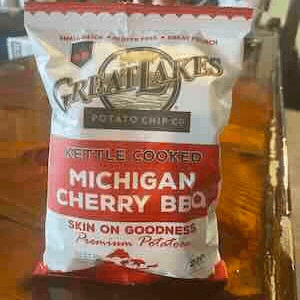 SMALL BATCH • GLUTEN FREE • GREAT CRUNCH
GREAT LAKES
POTATO CHIP CO
KETTLE COOKED
MICHIGAN
CHERRY BBQ
SKIN ON GOODNESS
Premium Potatoes